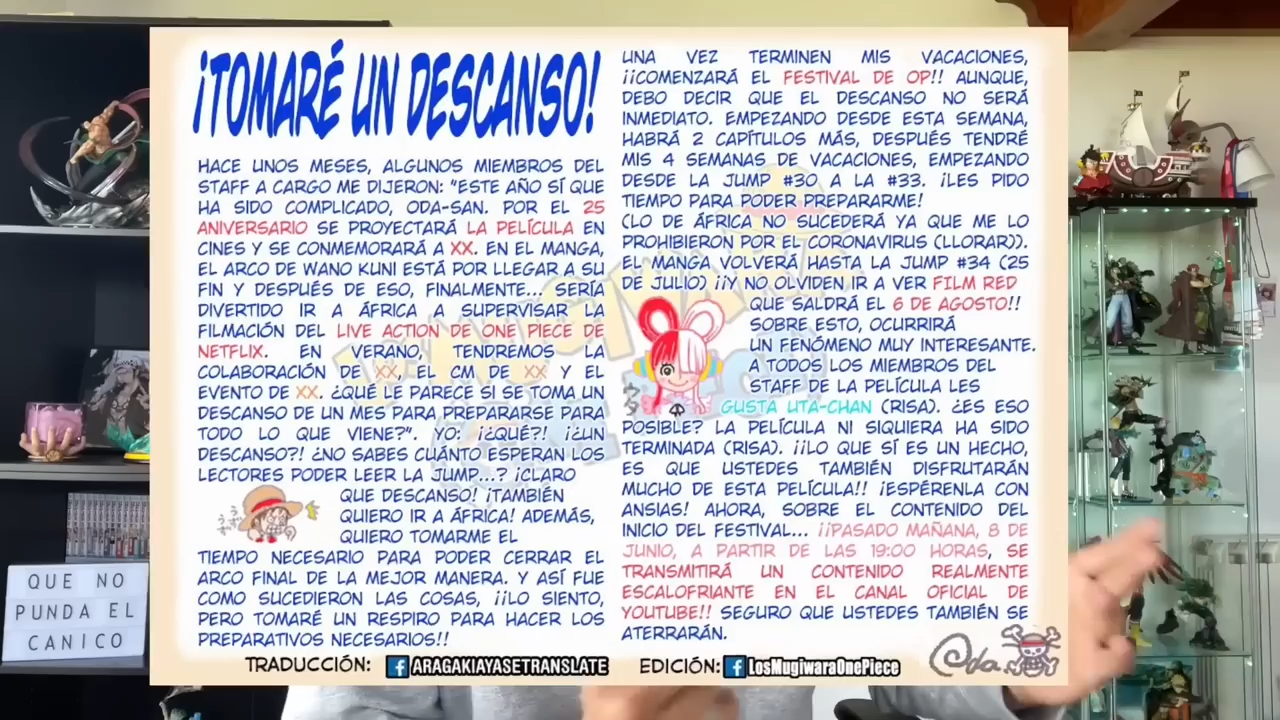 ¡TOMARÉ UN DESCANSO!
HACE UNOS MESES, ALGUNOS MIEMBROS DEL
STAFF A CARGO ME DIJERON: "ESTE AÑO SÍ QUE
HA SIDO COMPLICADO, ODA-SAN. POR EL 25
ANIVERSARIO SE PROYECTARÁ LA PELÍCULA EN
CINES Y SE CONMEMORARÁ A XX. EN EL MANGA,
EL ARCO DE WANO KUNI ESTÁ POR LLEGAR A SU
FIN Y DESPUÉS DE ESO, FINALMENTE... SERÍA
DIVERTIDO IR A ÁFRICA A SUPERVISAR LA
FILMACIÓN DEL LIVE ACTION DE ONE PIECE DE
NETFLIX. EN VERANO, TENDREMOS LA
COLABORACIÓN DE XX, EL CM DE XX Y EL
EVENTO DE XX. ¿QUÉ LE PARECE SI SE TOMA UN
DESCANSO DE UN MES PARA PREPARARSE PARA
TODO LO QUE VIENE?". YO: ¡¿QUÉ?! ¡¿UN
DESCANSO?! ¿NO SABES CUÁNTO ESPERAN LOS
LECTORES PODER LEER LA JUMP...? ¡CLARO
QUE DESCANSO! ¡TAMBIÉN
QUIERO IR A ÁFRICA! ADEMÁS,
QUIERO TOMARME EL
TIEMPO NECESARIO PARA PODER CERRAR EL
ARCO FINAL DE LA MEJOR MANERA. Y ASÍ FUE
COMO SUCEDIERON LAS COSAS, ¡¡LO SIENTO,
PERO TOMARÉ UN RESPIRO PARA HACER LOS
PREPARATIVOS NECESARIOS!!
UNA VEZ TERMINEN MIS VACACIONES,
¡¡COMENZARÁ EL FESTIVAL DE OP!! AUNQUE,
DEBO DECIR QUE EL DESCANSO NO SERÁ
INMEDIATO. EMPEZANDO DESDE ESTA SEMANA,
HABRÁ 2 CAPÍTULOS MÁS, DESPUÉS TENDRÉ
MIS 4 SEMANAS DE VACACIONES, EMPEZANDO
DESDE LA JUMP #30 A LA #33. ¡LES PIDO
TIEMPO PARA PODER PREPARARME!
(LO DE ÁFRICA NO SUCEDERÁ YA QUE ME LO
PROHIBIERON POR EL CORONAVIRUS (LLORAR)).
EL MANGA VOLVERÁ HASTA LA JUMP #34 (25
DE JULIO) ¡¡Y NO OLVIDEN IR A VER FILM RED
QUE SALDRÁ EL 6 DE AGOSTO!!
SOBRE ESTO, OCURRIRÁ
UN FENÓMENO MUY INTERESANTE.
A TODOS LOS MIEMBROS DEL
STAFF DE LA PELÍCULA LES
GUSTA UTA-CHAN (RISA). ¿ES ESO
POSIBLE? LA PELÍCULA NI SIQUIERA HA SIDO
TERMINADA (RISA). ¡¡LO QUE SÍ ES UN HECHO,
ES QUE USTEDES TAMBIÉN DISFRUTARÁN
MUCHO DE ESTA PELÍCULA!! ¡ESPÉRENLA CON
ANSIAS! AHORA, SOBRE EL CONTENIDO DEL
INICIO DEL FESTIVAL... ¡¡PASADO MAÑANA, 8 DE
JUNIO, A PARTIR DE LAS 19:00 HORAS, SE
TRANSMITIRÁ UN CONTENIDO REALMENTE
ESCALOFRIANTE EN EL CANAL OFICIAL DE
YOUTUBE!! SEGURO QUE USTEDES TAMBIÉN SE
ATERRARÁN.
ウタ
Oda.
TRADUCCIÓN: f ARAGAKIAYASETRANSLATE
EDICIÓN: f LosMugiwaraOnePiece
QUE NO
PUNDA EL
CANICO